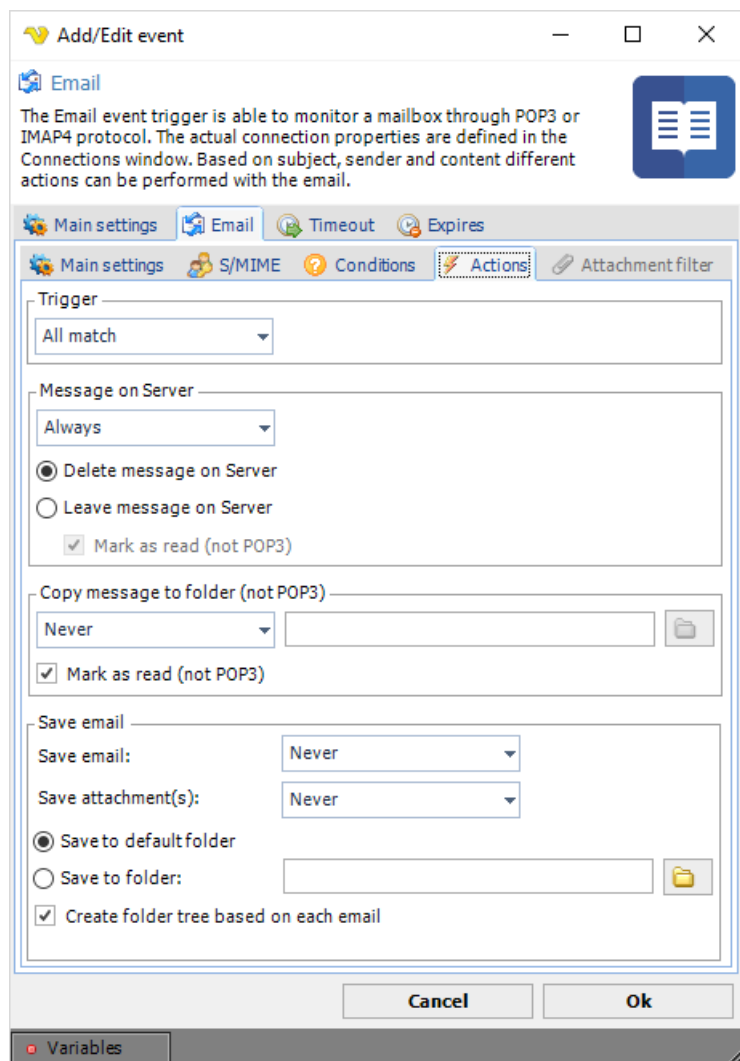 Add/Edit event
Email
The Email event trigger is able to monitor a mailbox through POP3 or
IMAP4 protocol. The actual connection properties are defined in the
Connections window. Based on subject, sender and content different
actions can be performed with the email.
Main settings Email Timeout Expires
Main settings S/MIME Conditions Actions Attachment filter
Trigger
All match
Message on Server
Always
Delete message on Server
Leave message on Server
Mark as read (not POP3)
Copy message to folder (not POP3)
Never
Mark as read (not POP3)
Save email
Save email: Never
Save attachment(s): Never
Save to default folder
Save to folder:
Create folder tree based on each email
Cancel Ok
Variables